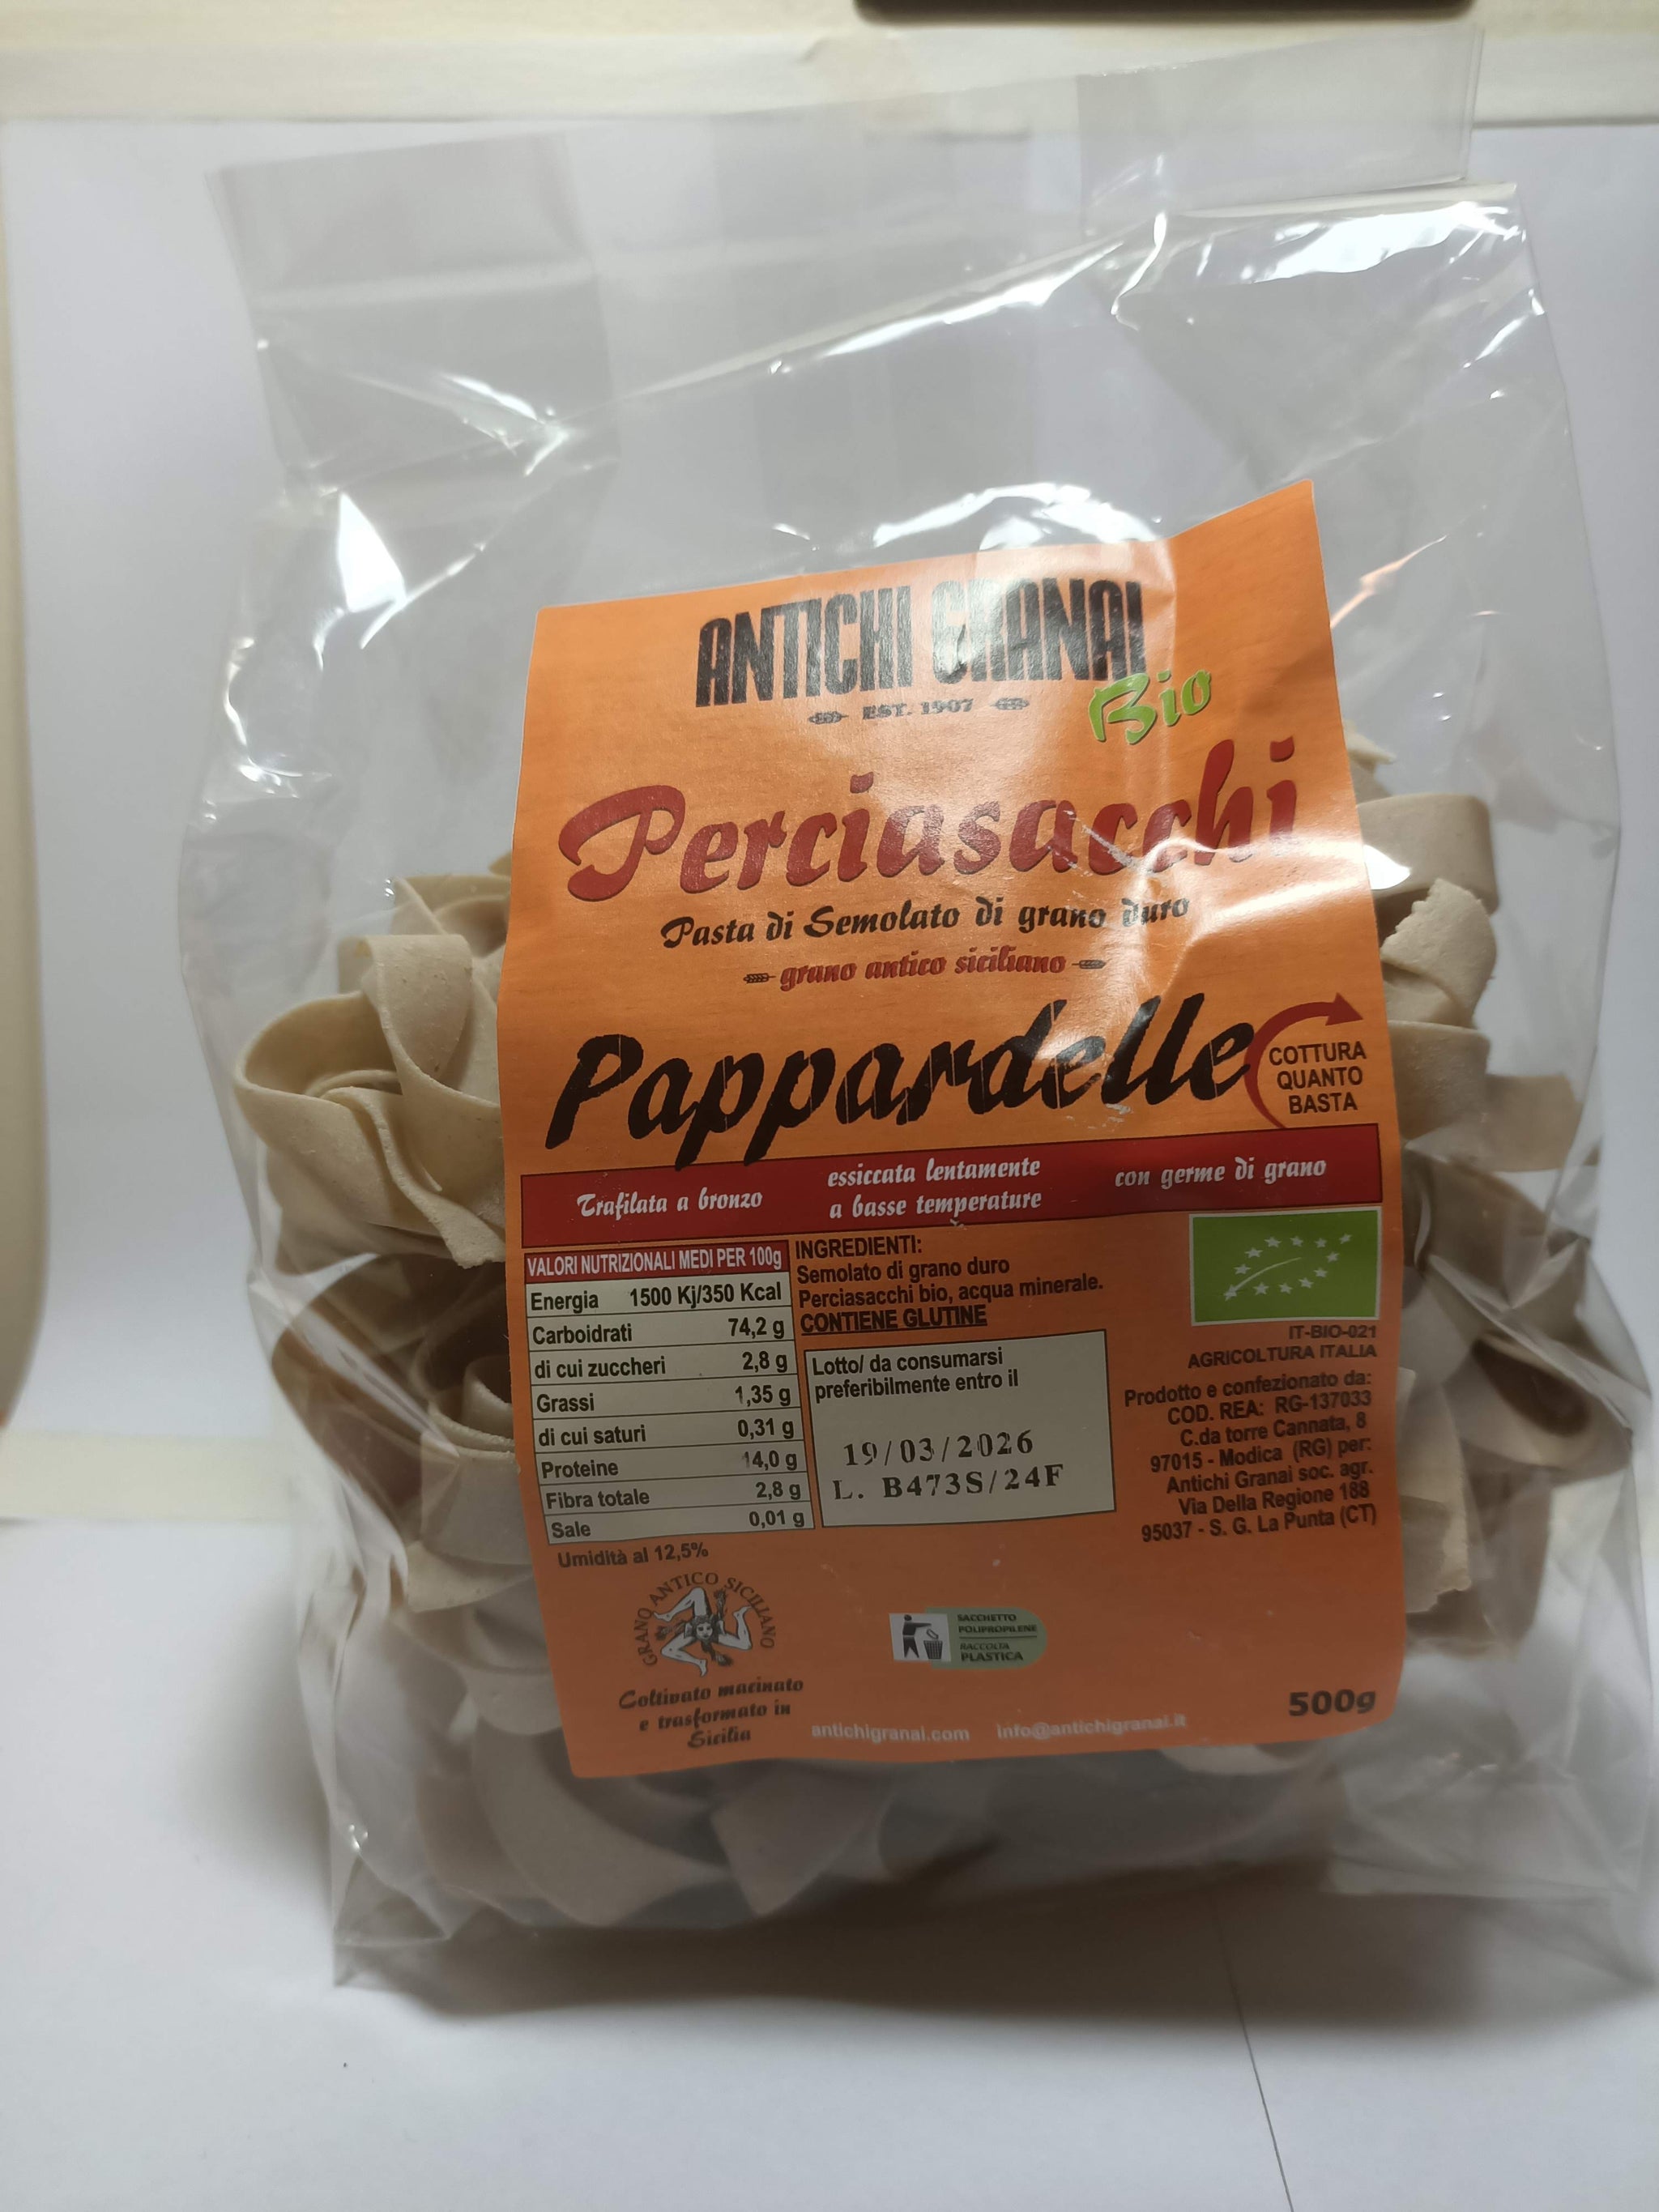 ANTICHI GRANAI
EST. 1907
Bio
Perciasacchi
Pasta di Semolato di grano duro
grano antico siciliano
Pappardelle
COTTURA
QUANTO
BASTA
Trafilata a bronzo
essiccata lentamente
a basse temperature
con germe di grano
VALORI NUTRIZIONALI MEDI PER 100g
Energia 1500 Kj/350 Kcal
Carboidrati 74,2 g
di cui zuccheri 2,8 g
Grassi 1,35 g
di cui saturi 0,31 g
Proteine 14,0 g
Fibra totale 2,8 g
Sale 0,01 g
Umidità al 12,5%
INGREDIENTI:
Semolato di grano duro
Perciasacchi bio, acqua minerale.
CONTIENE GLUTINE
Lotto/ da consumarsi
preferibilmente entro il
19/03/2026
L. B473S/24F
IT-BIO-021
AGRICOLTURA ITALIA
Prodotto e confezionato da:
COD. REA: RG-137033
C.da torre Cannata, 8
97015 - Modica (RG) per:
Antichi Granai soc. agr.
Via Della Regione 188
95037 - S. G. La Punta (CT)
GRANO ANTICO SICILIANO
Coltivato macinato
e trasformato in
Sicilia
SACCHETTO
POLIPROPILENE
RACCOLTA
PLASTICA
antichigranai.com info@antichigranai.it
500g